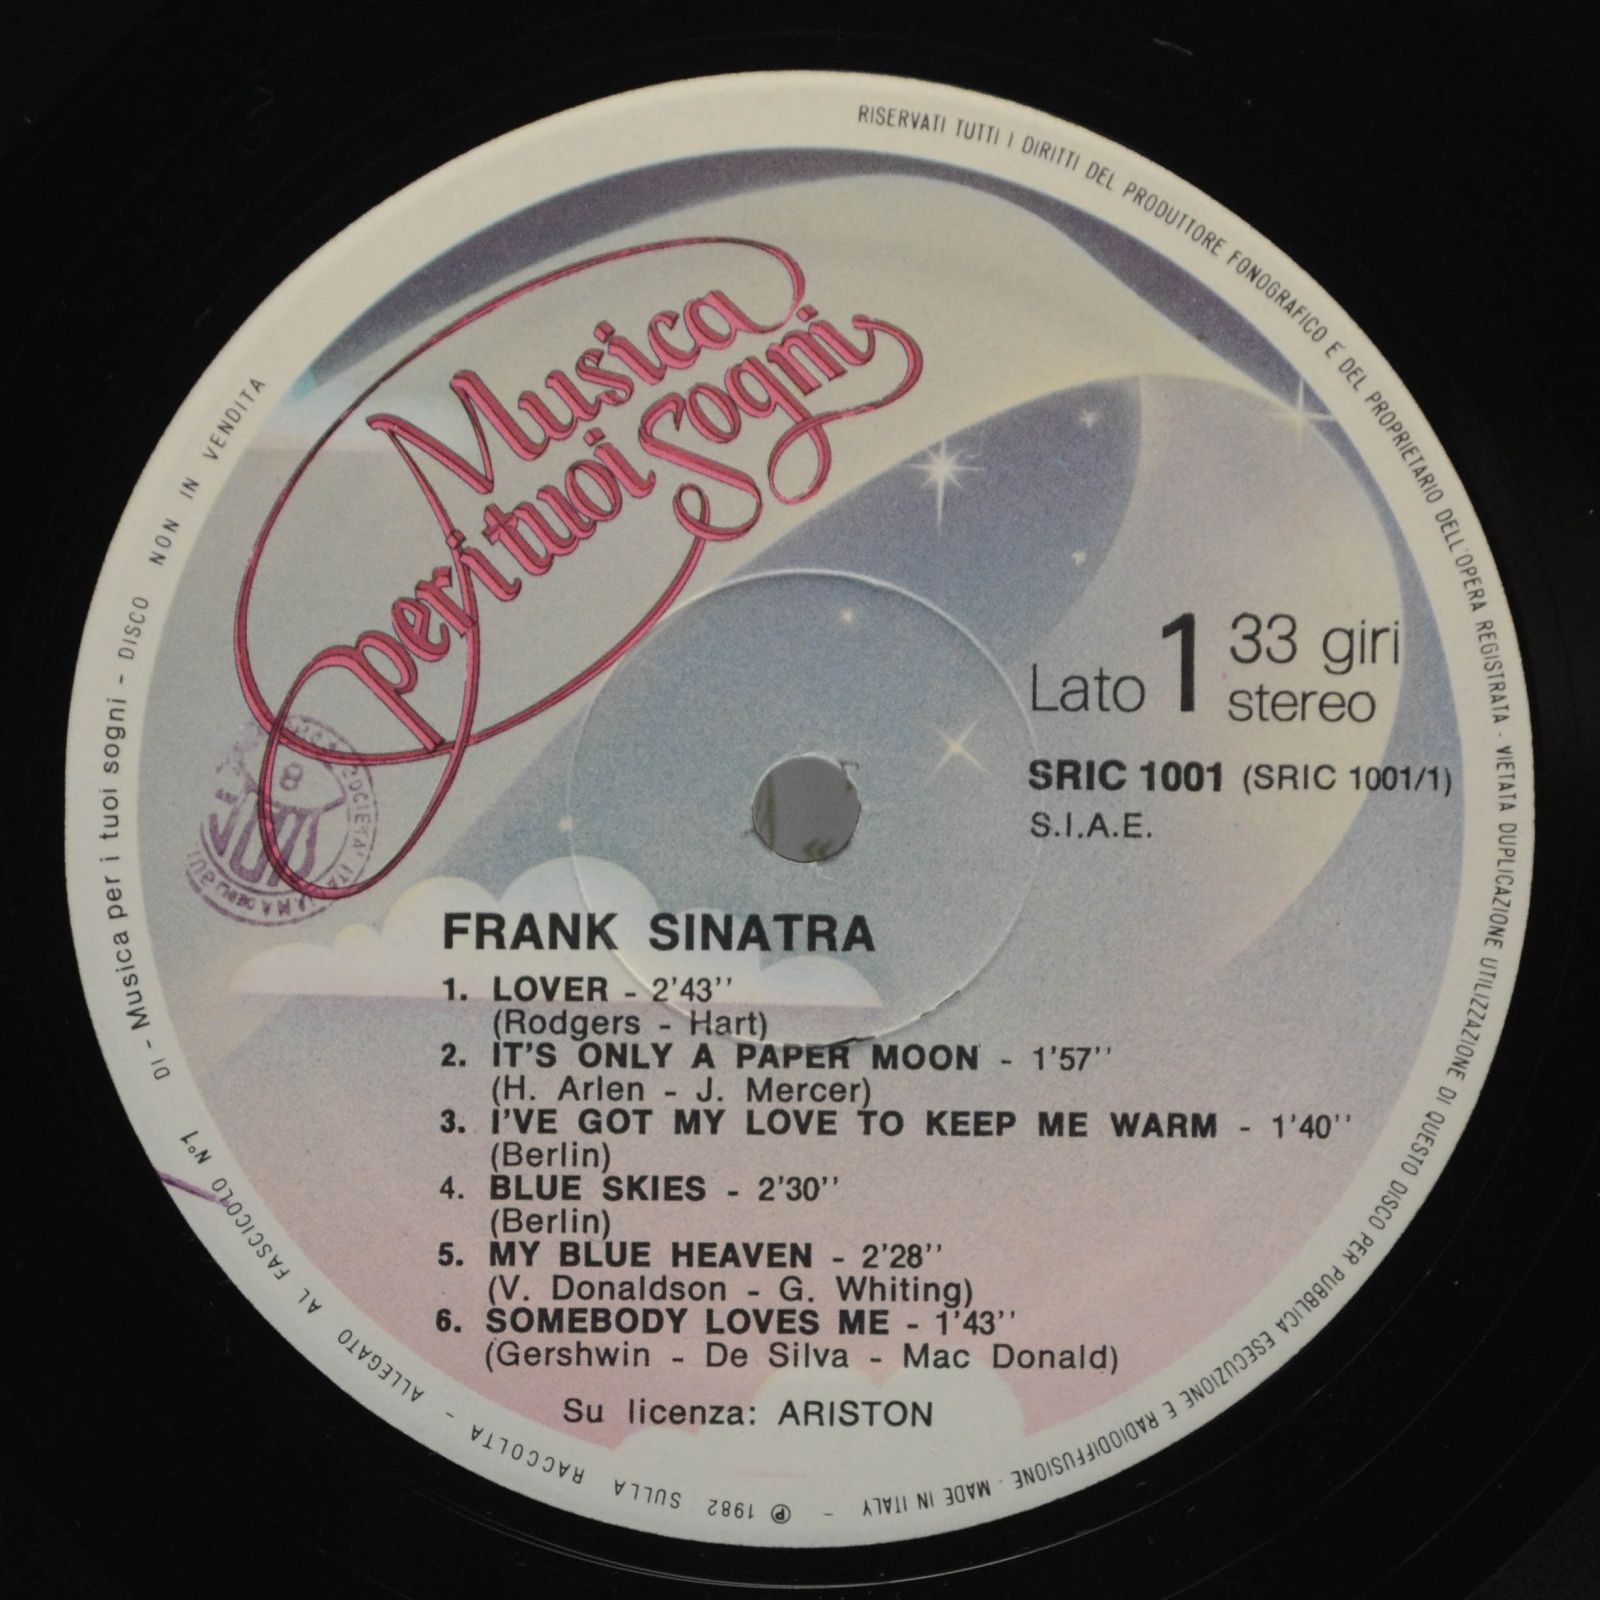 RISERVATI TUTTI I DIRITTI DEL PRODUTTORE FONOGRAFICO E DEL PROPRIETARIO DELL'OPERA REGISTRATA - VIETATA DUPLICAZIONE UTILIZZAZIONE DI QUESTO DISCO PER PUBBLICA ESECUZIONE E RADIODIFFUSIONE - MADE IN ITALY -
℗ 1982 SULLA RACCOLTA - ALLEGATO AL FASCICOLO N°1 DI - Musica per i tuoi sogni - DISCO NON IN VENDITA
Musica
per i tuoi Sogni
Lato 1 33 giri
stereo
SRIC 1001 (SRIC 1001/1)
S.I.A.E.
8
SOCIETA' ITALIANA
FRANK SINATRA
1. LOVER - 2'43''
(Rodgers - Hart)
2. IT'S ONLY A PAPER MOON - 1'57''
(H. Arlen - J. Mercer)
3. I'VE GOT MY LOVE TO KEEP ME WARM - 1'40''
(Berlin)
4. BLUE SKIES - 2'30''
(Berlin)
5. MY BLUE HEAVEN - 2'28''
(V. Donaldson - G. Whiting)
6. SOMEBODY LOVES ME - 1'43''
(Gershwin - De Silva - Mac Donald)
Su licenza: ARISTON